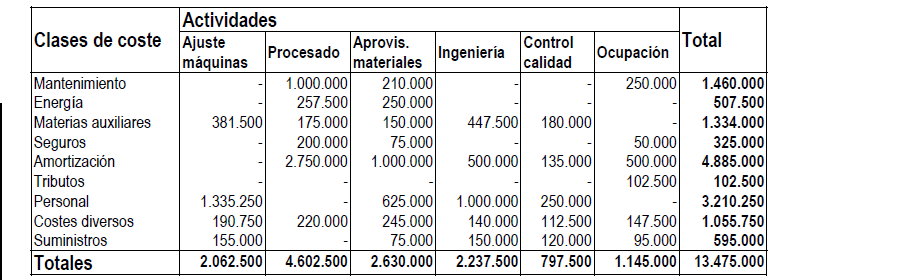 Clases de coste Actividades Total
Ajuste máquinas Procesado Aprovis. materiales Ingeniería Control calidad Ocupación
Mantenimiento - 1.000.000 210.000 - - 250.000 1.460.000
Energía - 257.500 250.000 - - - 507.500
Materias auxiliares 381.500 175.000 150.000 447.500 180.000 - 1.334.000
Seguros - 200.000 75.000 - - 50.000 325.000
Amortización - 2.750.000 1.000.000 500.000 135.000 500.000 4.885.000
Tributos - - - - - 102.500 102.500
Personal 1.335.250 - 625.000 1.000.000 250.000 - 3.210.250
Costes diversos 190.750 220.000 245.000 140.000 112.500 147.500 1.055.750
Suministros 155.000 - 75.000 150.000 120.000 95.000 595.000
Totales 2.062.500 4.602.500 2.630.000 2.237.500 797.500 1.145.000 13.475.000